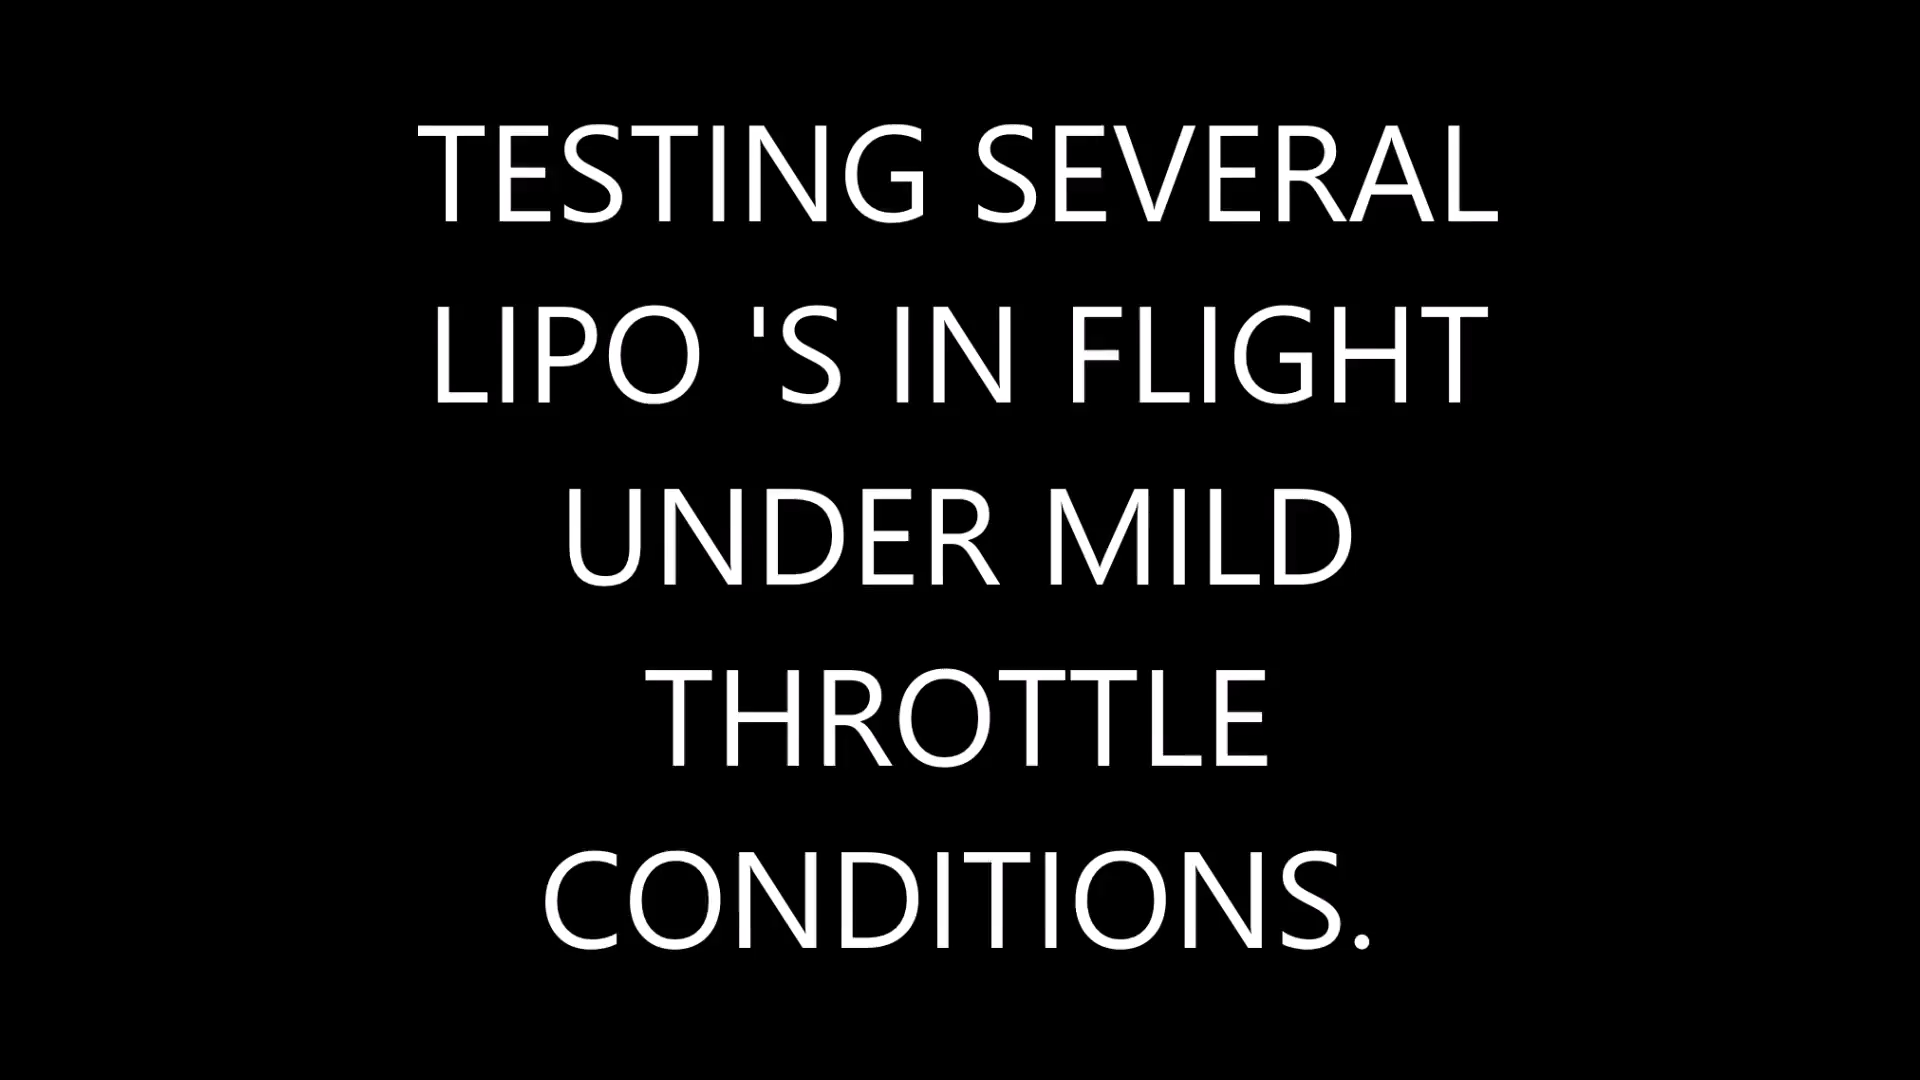 TESTING SEVERAL
LIPO 'S IN FLIGHT
UNDER MILD
THROTTLE
CONDITIONS.